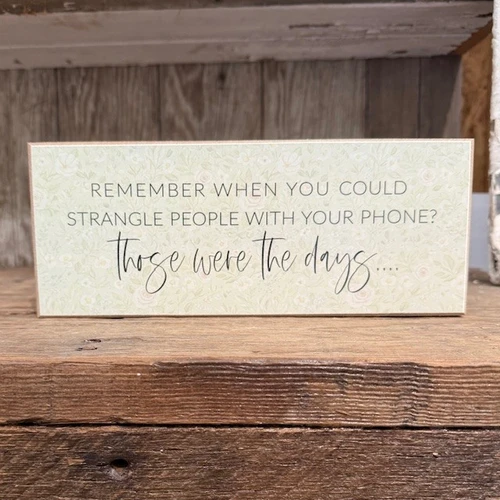 REMEMBER WHEN YOU COULD
STRANGLE PEOPLE WITH YOUR PHONE?
those were the days....